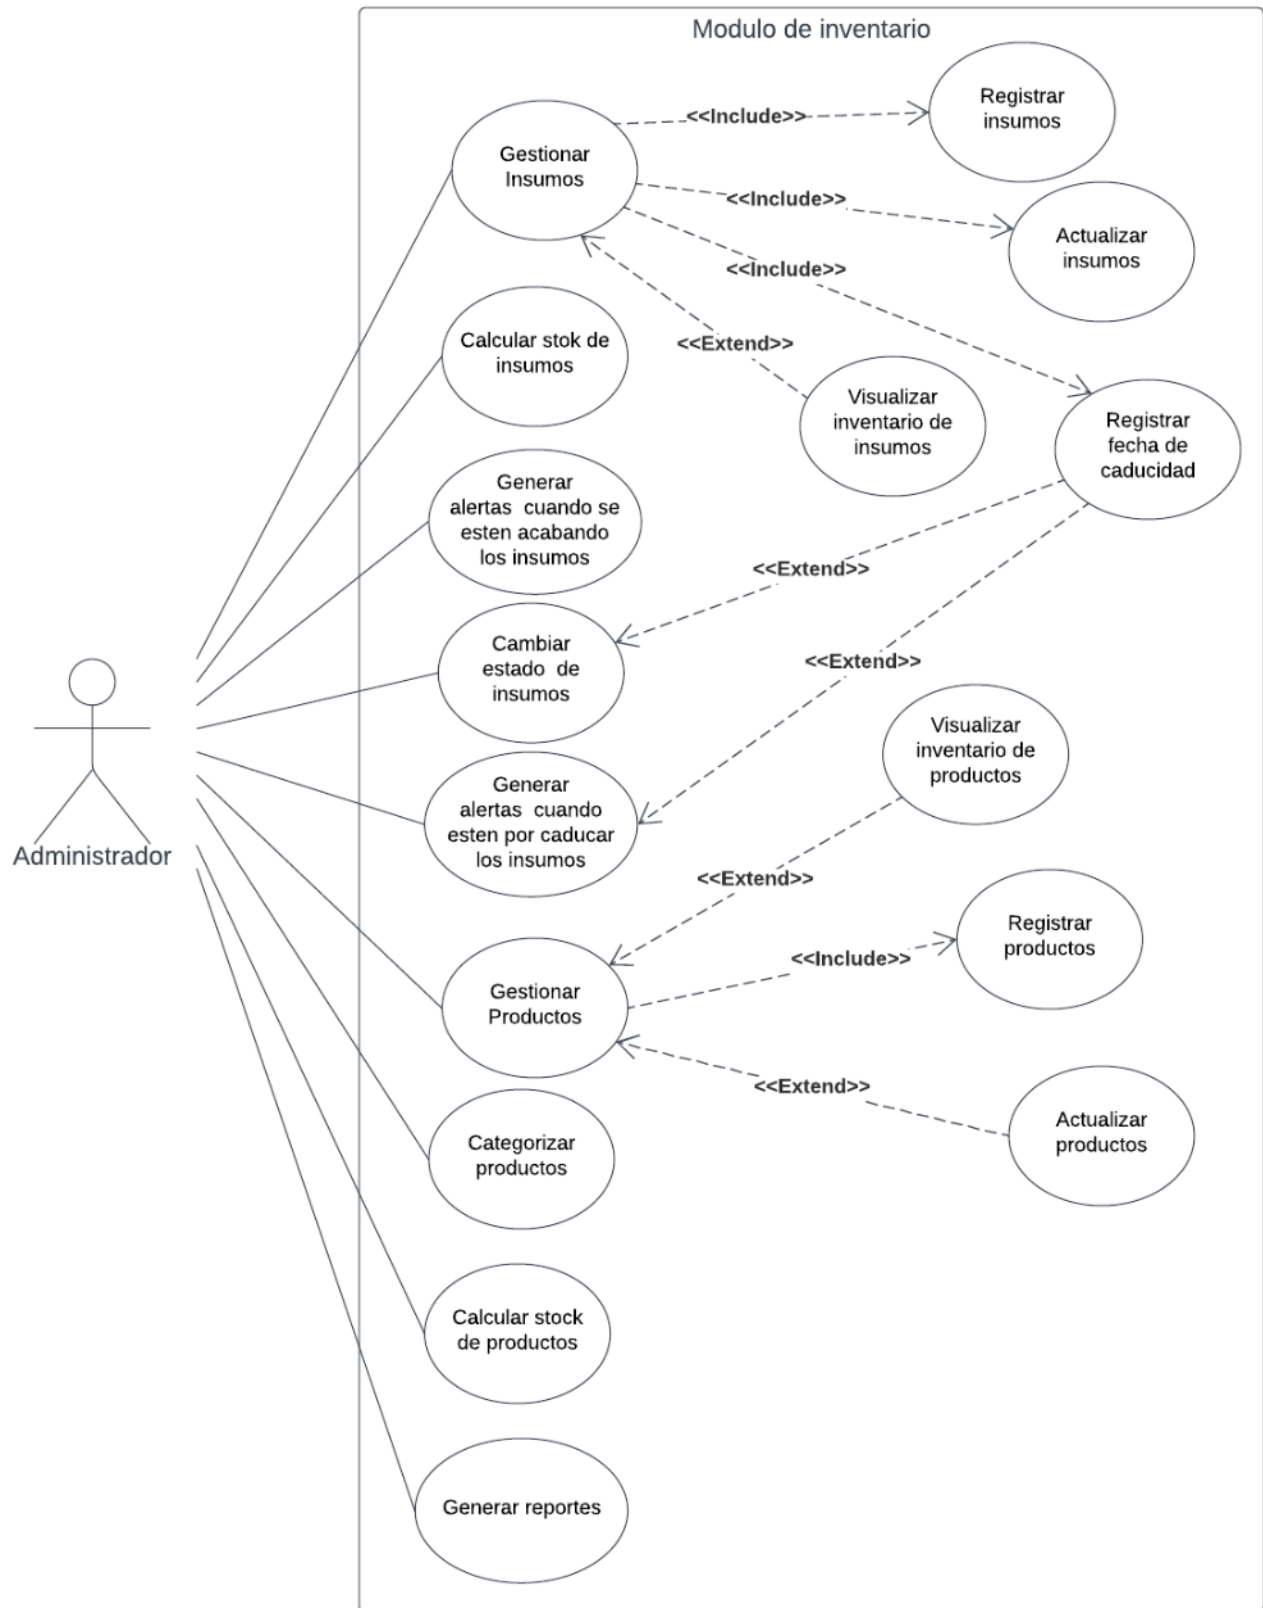 Modulo de inventario
Registrar
insumos
<<Include>>
Gestionar
Insumos
<<Include>>
Actualizar
insumos
<<Include>>
<<Extend>>
Calcular stok de
insumos
Visualizar
inventario de
insumos
Registrar
fecha de
caducidad
Generar
alertas cuando se
esten acabando
los insumos
<<Extend>>
Cambiar
estado de
insumos
<<Extend>>
Visualizar
inventario de
productos
Generar
alertas cuando
esten por caducar
los insumos
Administrador
<<Extend>>
Registrar
productos
<<Include>>
Gestionar
Productos
<<Extend>>
Actualizar
productos
Categorizar
productos
Calcular stock
de productos
Generar reportes